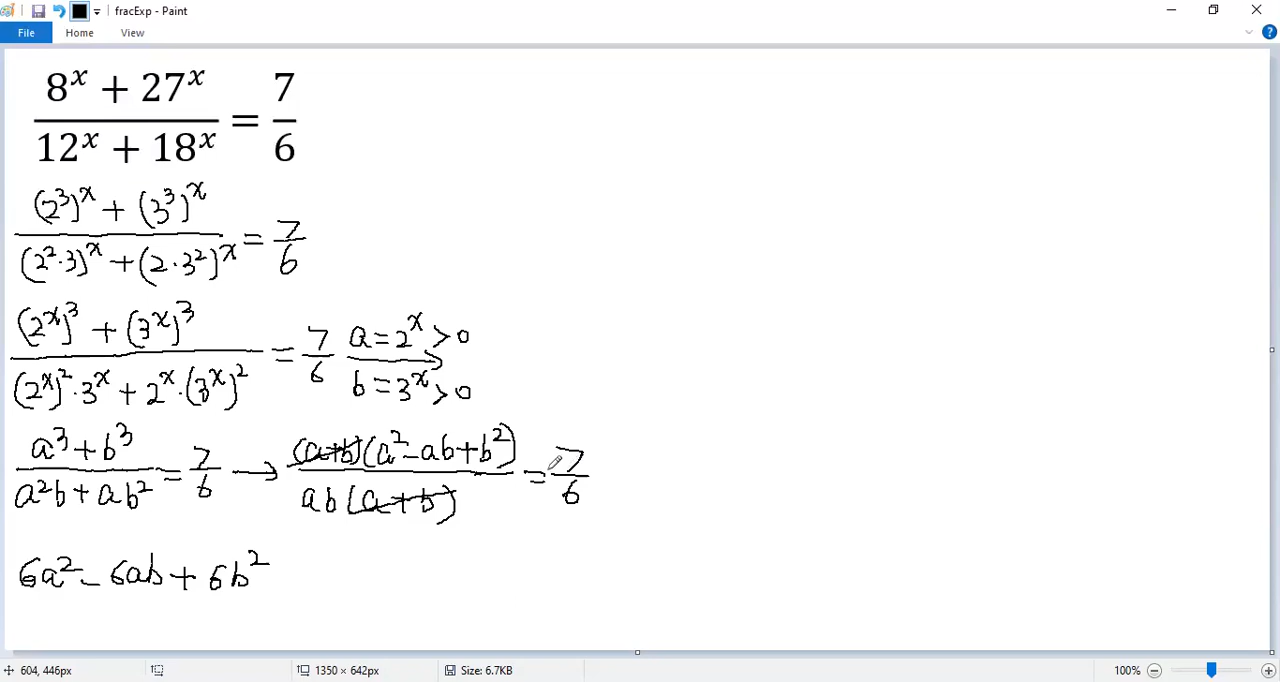 fracExp - Paint
File Home View
8^x + 27^x / 12^x + 18^x = 7/6
(2^3)^x + (3^3)^x / (2^2·3)^x + (2·3^2)^x = 7/6
(2^x)^3 + (3^x)^3 / (2^x)^2·3^x + 2^x·(3^x)^2 = 7/6 a = 2^x > 0 → b = 3^x > 0
a^3 + b^3 / a^2b + ab^2 = 7/6 → (a+b)(a^2 - ab + b^2) / ab(a+b) = 7/6
6a^2 - 6ab + 6b^2
604, 446px 1350 × 642px Size: 6.7KB 100%